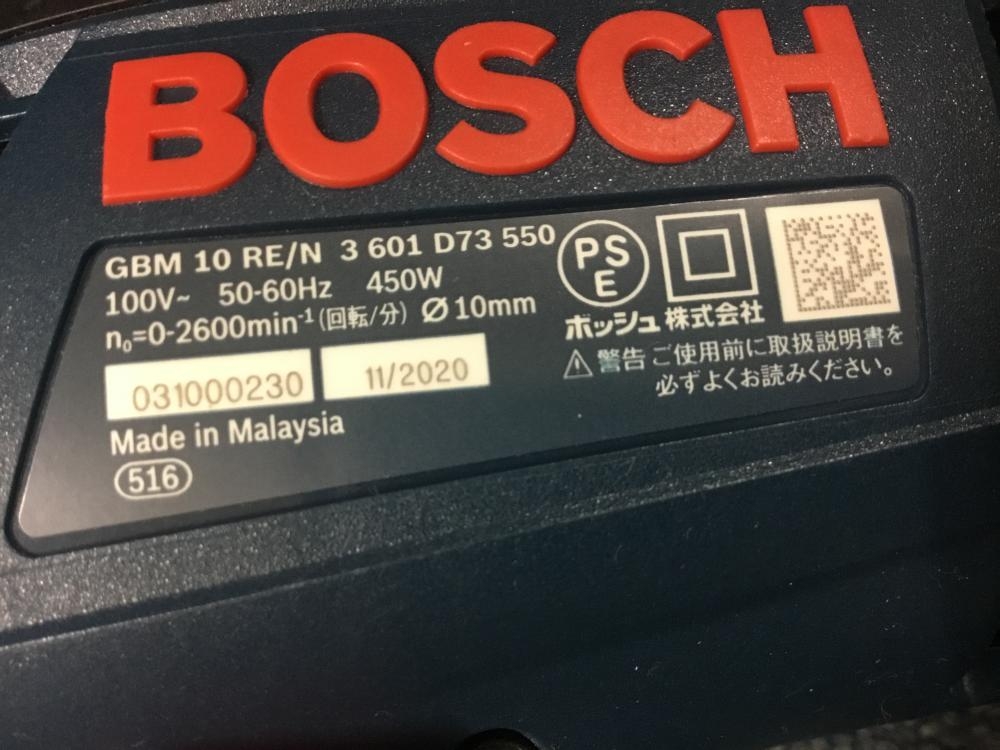 BOSCH
GBM 10 RE/N 3 601 D73 550
100V~ 50-60Hz 450W
n₀=0-2600min⁻¹(回転/分) Ø10mm
031000230 11/2020
Made in Malaysia
516
PS
E
ボッシュ株式会社
⚠警告 ご使用前に取扱説明書を
必ずよくお読みください。